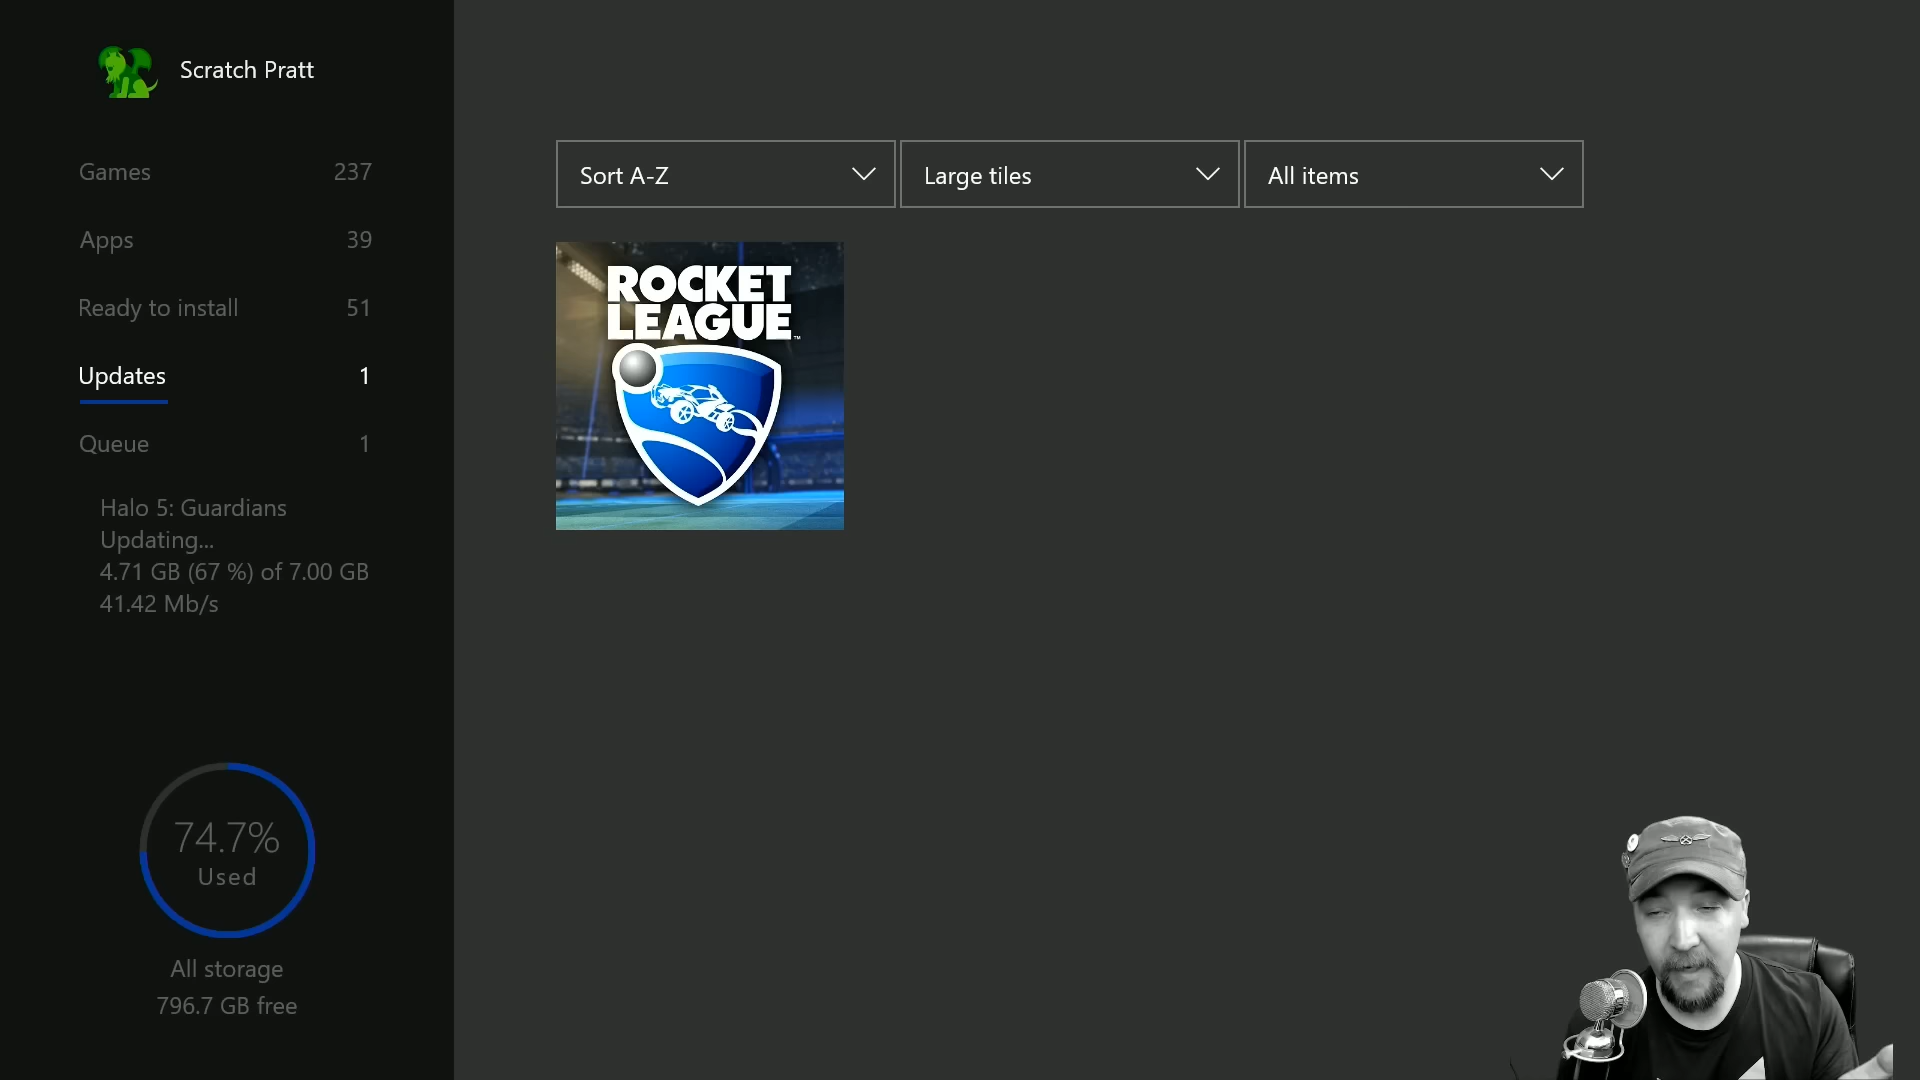 Scratch Pratt
Games 237
Apps 39
Ready to install 51
Updates 1
Queue 1
Halo 5: Guardians
Updating...
4.71 GB (67 %) of 7.00 GB
41.42 Mb/s
74.7%
Used
All storage
796.7 GB free
Sort A-Z
Large tiles
All items
ROCKET
LEAGUE™